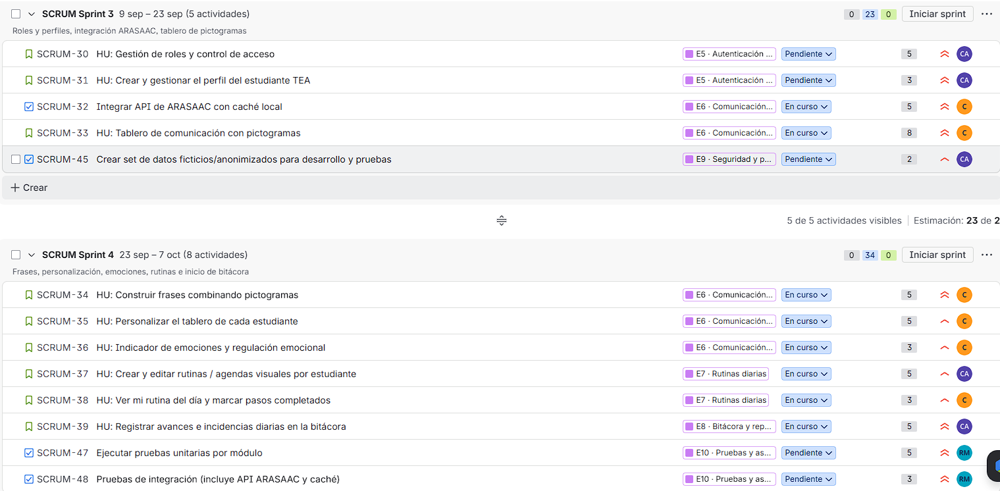 SCRUM Sprint 3 9 sep – 23 sep (5 actividades) 0 23 0 Iniciar sprint
Roles y perfiles, integración ARASAAC, tablero de pictogramas
SCRUM-30 HU: Gestión de roles y control de acceso E5 · Autenticación ... Pendiente 5 CA
SCRUM-31 HU: Crear y gestionar el perfil del estudiante TEA E5 · Autenticación ... Pendiente 3 CA
SCRUM-32 Integrar API de ARASAAC con caché local E6 · Comunicación... En curso 5 C
SCRUM-33 HU: Tablero de comunicación con pictogramas E6 · Comunicación... En curso 8 C
SCRUM-45 Crear set de datos ficticios/anonimizados para desarrollo y pruebas E9 · Seguridad y p... Pendiente 2 CA
+ Crear
5 de 5 actividades visibles Estimación: 23 de 2
SCRUM Sprint 4 23 sep – 7 oct (8 actividades) 0 34 0 Iniciar sprint
Frases, personalización, emociones, rutinas e inicio de bitácora
SCRUM-34 HU: Construir frases combinando pictogramas E6 · Comunicación... En curso 5 C
SCRUM-35 HU: Personalizar el tablero de cada estudiante E6 · Comunicación... En curso 5 C
SCRUM-36 HU: Indicador de emociones y regulación emocional E6 · Comunicación... En curso 3 C
SCRUM-37 HU: Crear y editar rutinas / agendas visuales por estudiante E7 · Rutinas diarias En curso 5 CA
SCRUM-38 HU: Ver mi rutina del día y marcar pasos completados E7 · Rutinas diarias En curso 3 C
SCRUM-39 HU: Registrar avances e incidencias diarias en la bitácora E8 · Bitácora y rep... En curso 5 CA
SCRUM-47 Ejecutar pruebas unitarias por módulo E10 · Pruebas y as... Pendiente 5 RM
SCRUM-48 Pruebas de integración (incluye API ARASAAC y caché) E10 · Pruebas y as... Pendiente 3 RM